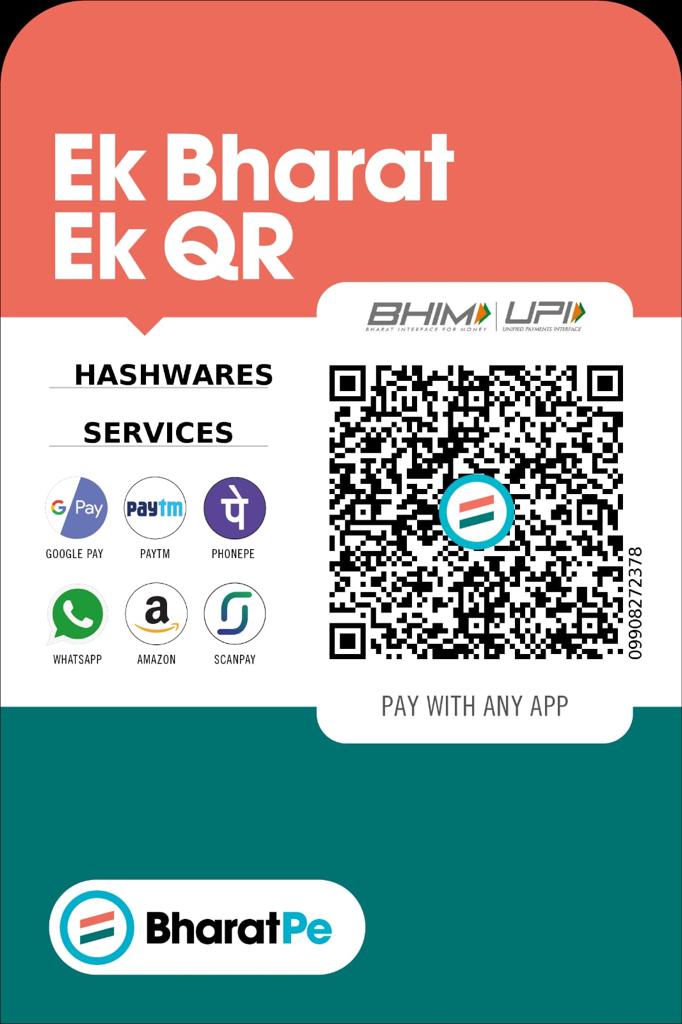 Ek Bharat
Ek QR
BHIM UPI
BHARAT INTERFACE FOR MONEY UNIFIED PAYMENTS INTERFACE
HASHWARES
SERVICES
G Pay Paytm पे
GOOGLE PAY PAYTM PHONEPE
a
WHATSAPP AMAZON SCANPAY
09908272378
PAY WITH ANY APP
BharatPe